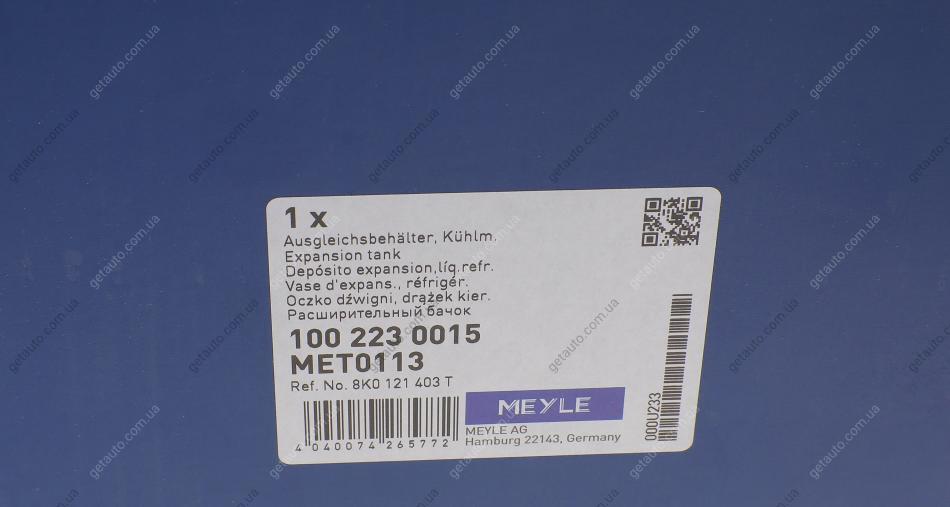 1 x
Ausgleichsbehälter, Kühlm.
Expansion tank
Depósito expansion,líq.refr.
Vase d'expans., réfrigér.
Oczko dźwigni, drążek kier.
Расширительный бачок
100 223 0015
MET0113
Ref. No. 8K0 121 403 T
4 040074 265772
MEYLE
MEYLE AG
Hamburg 22143, Germany
000U233
getauto.com.ua